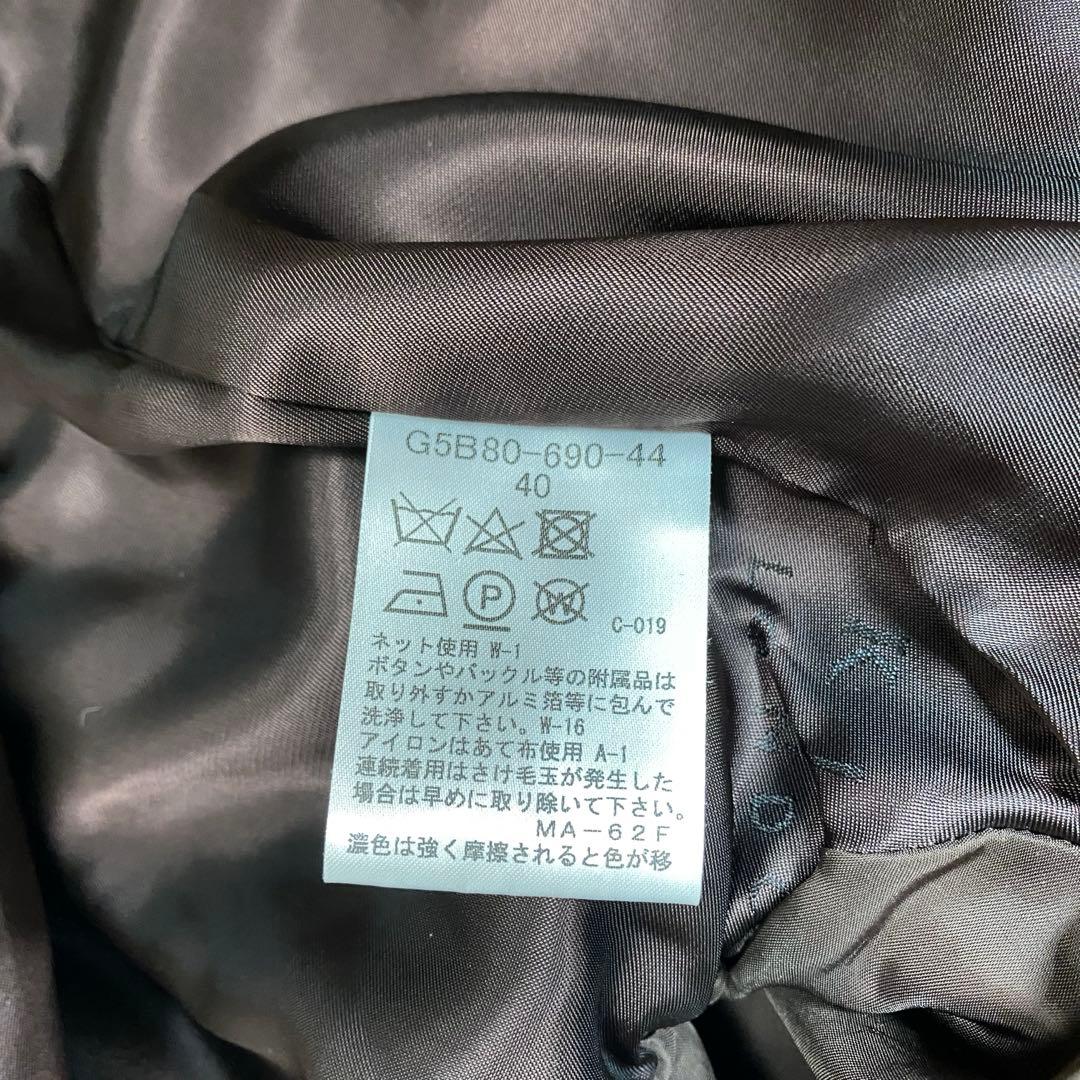 G5B80-690-44
40
P
W
C-019
ネット使用 W-1
ボタンやバックル等の附属品は
取り外すかアルミ箔等に包んで
洗浄して下さい。W-16
アイロンはあて布使用 A-1
連続着用はさけ毛玉が発生した
場合は早めに取り除いて下さい。
MA-62F
濃色は強く摩擦されると色が移
K